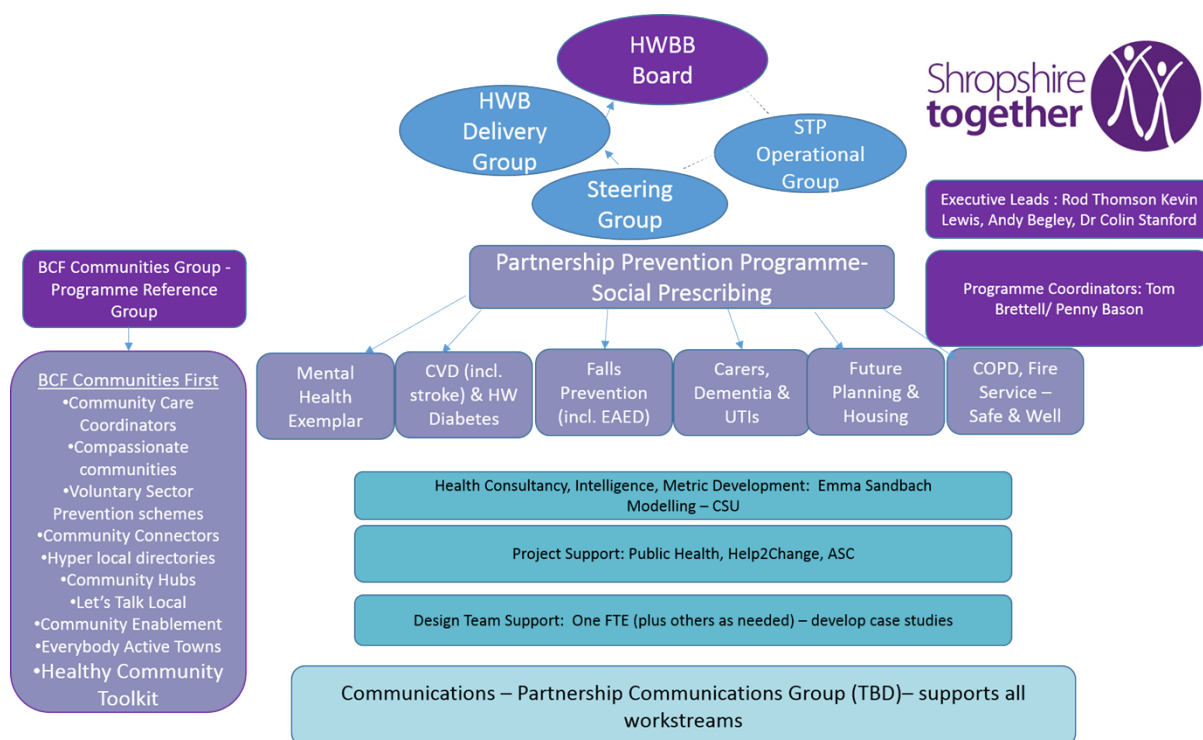 HWBB
Board
HWB
Delivery
Group
STP
Operational
Group
Steering
Group
Shropshire
together
Executive Leads : Rod Thomson Kevin
Lewis, Andy Begley, Dr Colin Stanford
Programme Coordinators: Tom
Brettell/ Penny Bason
BCF Communities Group -
Programme Reference
Group
Partnership Prevention Programme-
Social Prescribing
BCF Communities First
•Community Care
Coordinators
•Compassionate
communities
•Voluntary Sector
Prevention schemes
•Community Connectors
•Hyper local directories
•Community Hubs
•Let’s Talk Local
•Community Enablement
•Everybody Active Towns
•Healthy Community
Toolkit
Mental
Health
Exemplar
CVD (incl.
stroke) & HW
Diabetes
Falls
Prevention
(incl. EAED)
Carers,
Dementia &
UTIs
Future
Planning &
Housing
COPD, Fire
Service –
Safe & Well
Health Consultancy, Intelligence, Metric Development:  Emma Sandbach
Modelling – CSU
Project Support: Public Health, Help2Change, ASC
Design Team Support:  One FTE (plus others as needed) – develop case studies
Communications – Partnership Communications Group (TBD)– supports all
workstreams